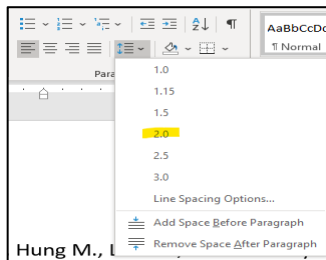 AaBbCcDc
¶ Normal
Para
1.0
1.15
1.5
2.0
2.5
3.0
Line Spacing Options...
Add Space Before Paragraph
Remove Space After Paragraph
Hung M., L